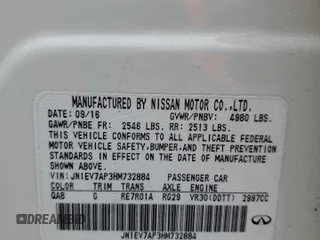 MANUFACTURED BY NISSAN MOTOR CO.,LTD.
DATE: 09/16 GVWR/PNBV: 4980 LBS.
GAWR/PNBE FR: 2546 LBS. RR: 2513 LBS.
THIS VEHICLE CONFORMS TO ALL APPLICABLE FEDERAL
MOTOR VEHICLE SAFETY,BUMPER,AND THEFT
PREVENTION STANDARDS IN EFFECT ON THE DATE OF MANUFACTURE
SHOWN ABOVE.
VIN: JN1EV7AP3HM732884 PASSENGER CAR
COLOR TRIM TRANS AXLE ENGINE
QAB G RE7R01A RG29 VR30(DDTT) 2997CC
JN1EV7AP3HM732884